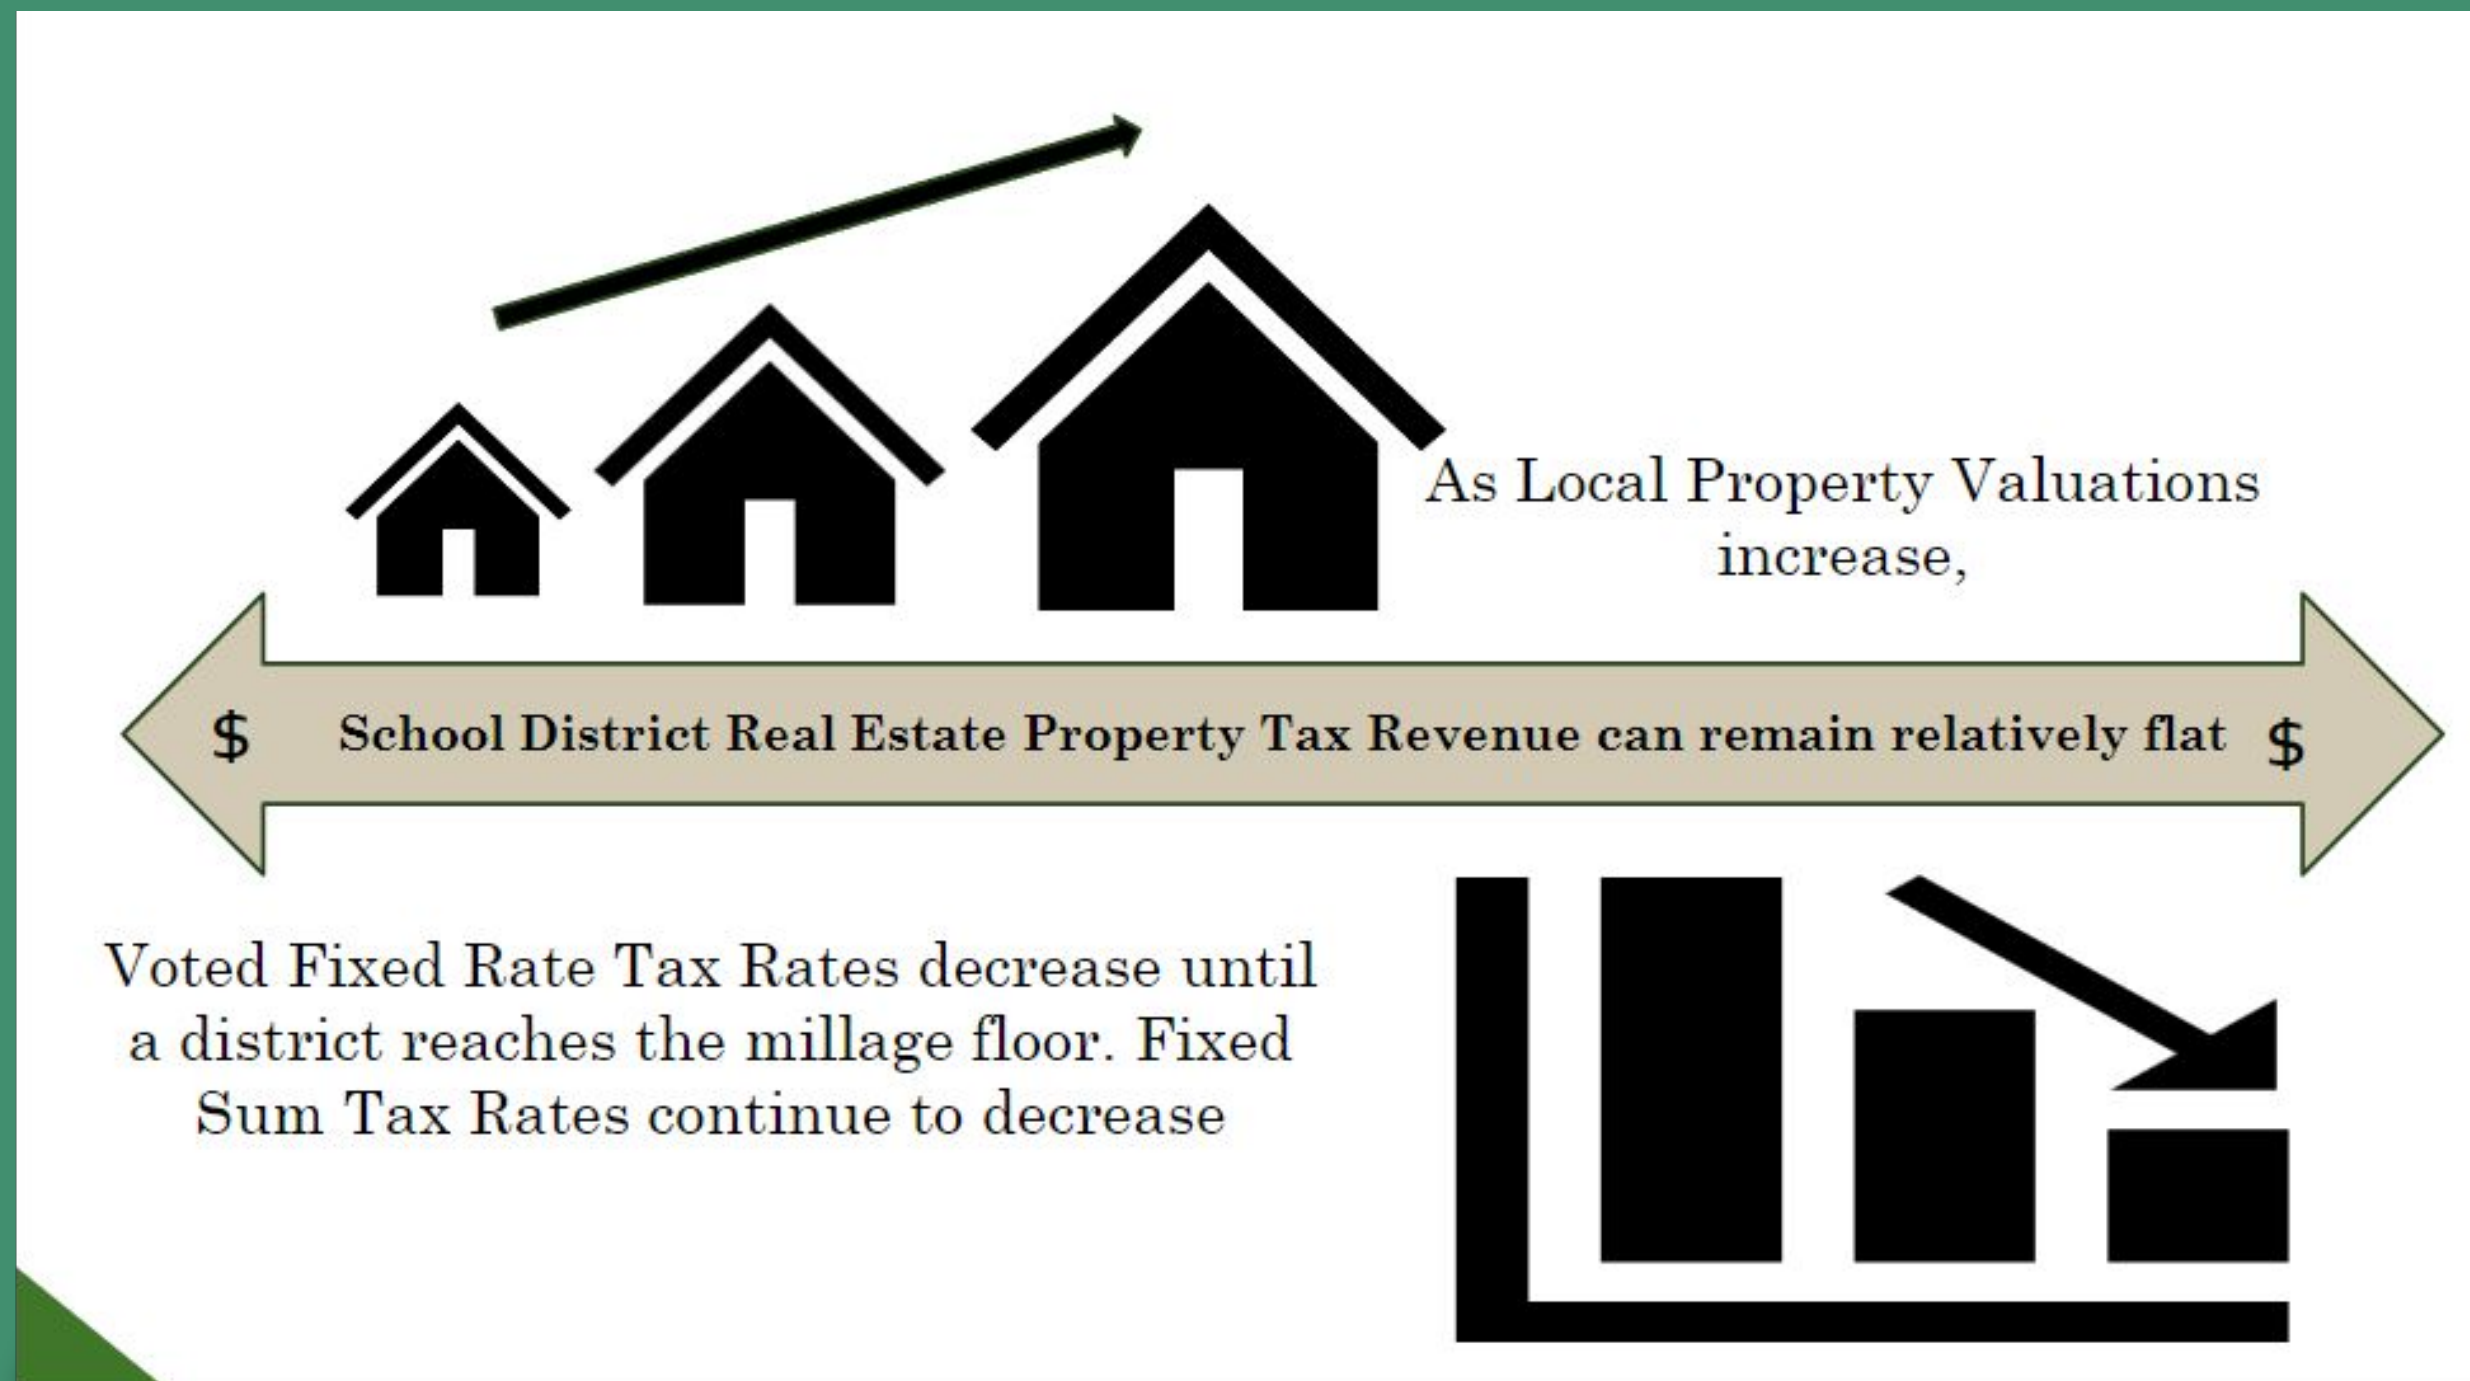 As Local Property Valuations
increase,
$ School District Real Estate Property Tax Revenue can remain relatively flat $
Voted Fixed Rate Tax Rates decrease until
a district reaches the millage floor. Fixed
Sum Tax Rates continue to decrease